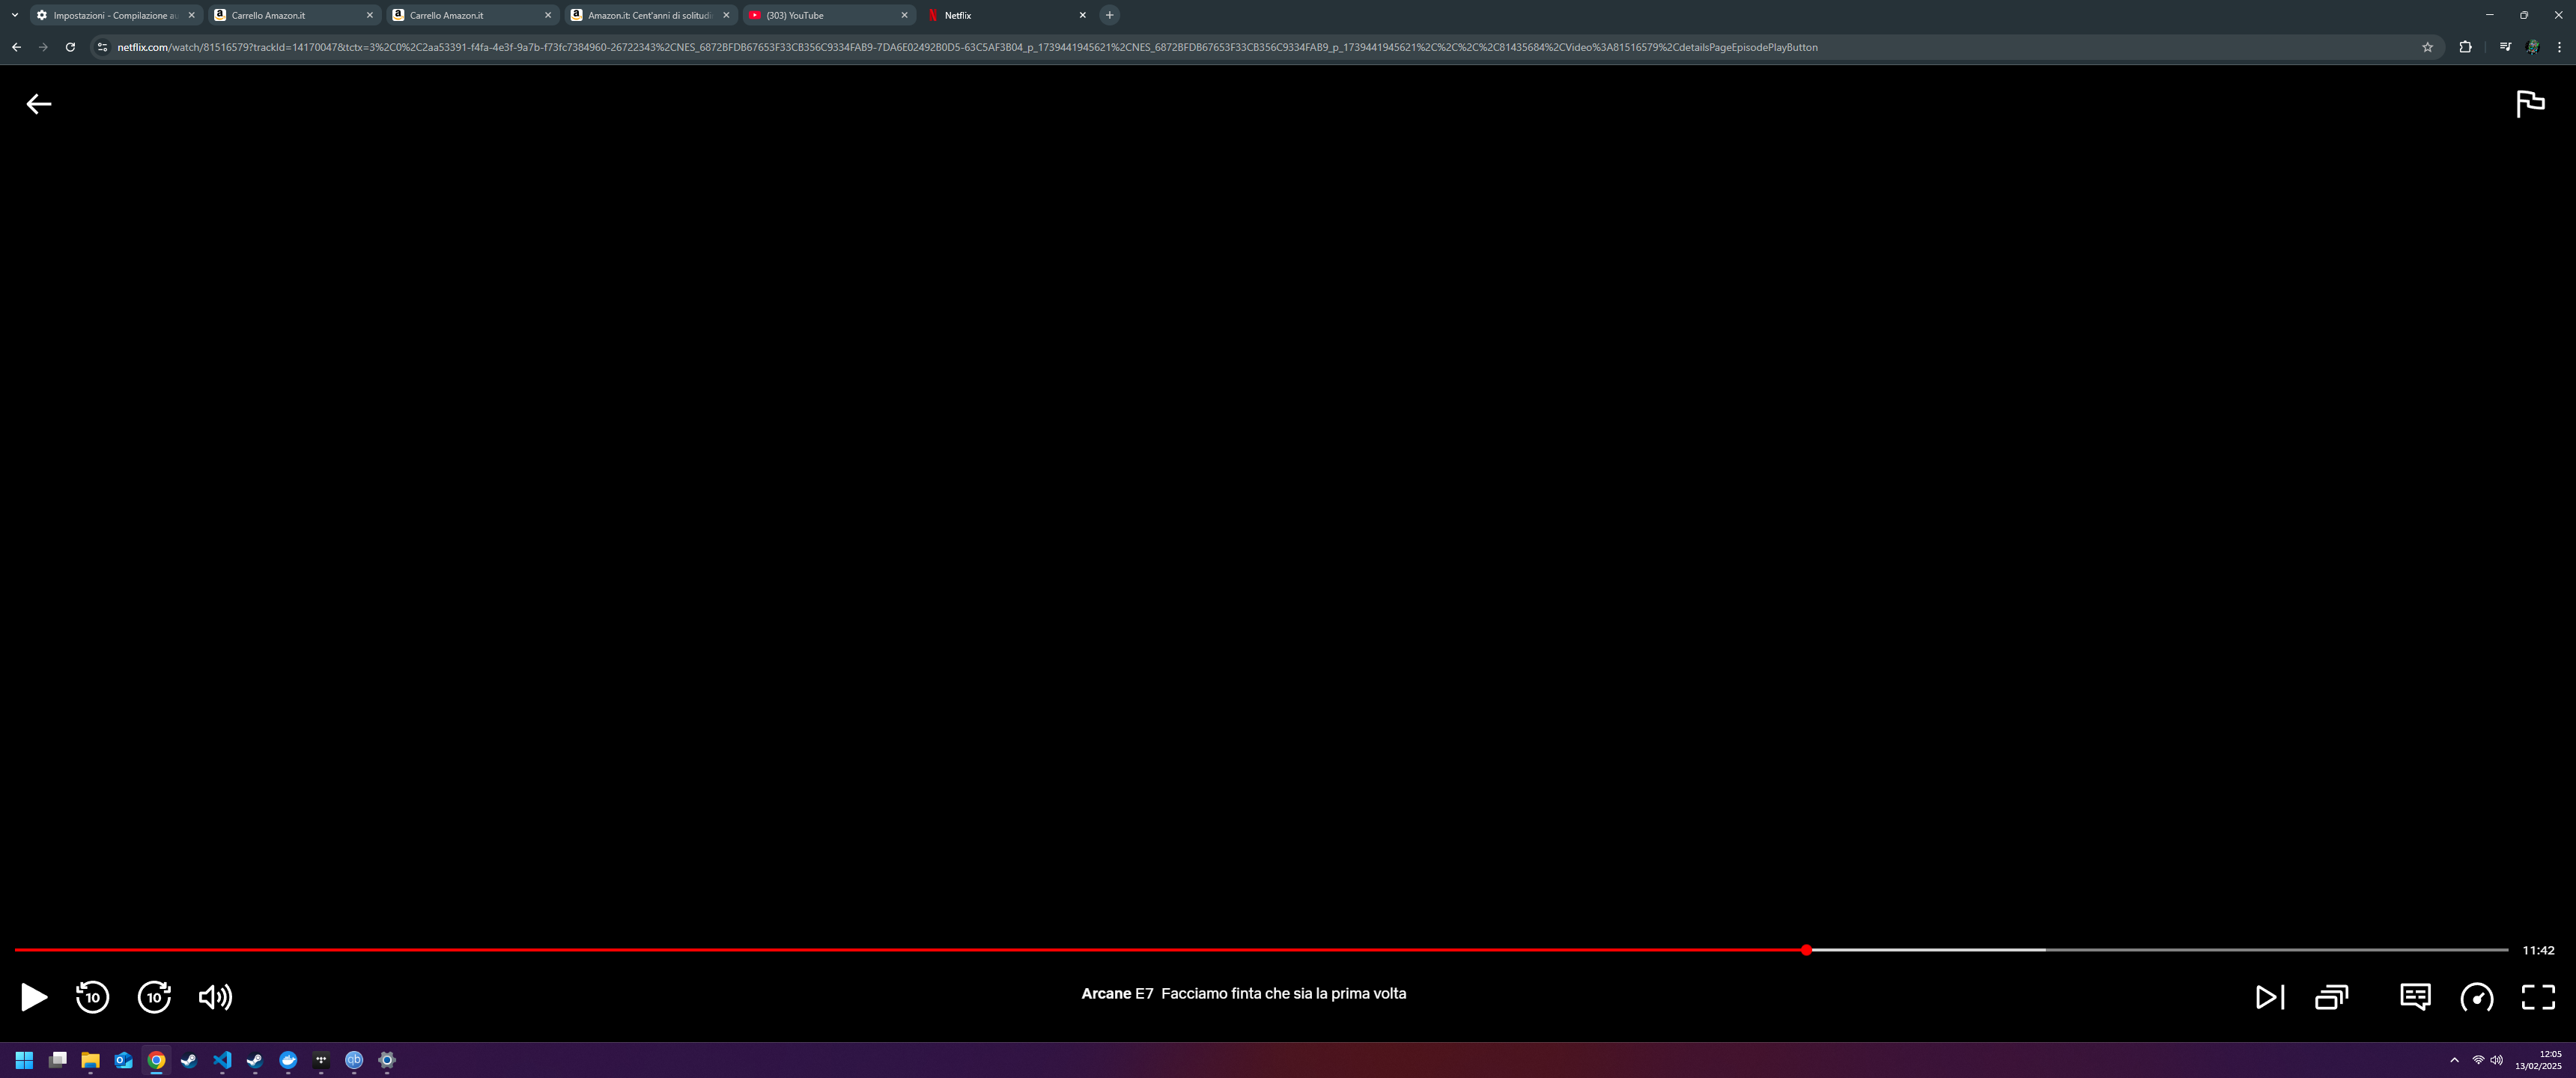 Impostazioni - Compilazione au
Carrello Amazon.it
Carrello Amazon.it
Amazon.it: Cent'anni di solitudi
(303) YouTube
Netflix
netflix.com/watch/81516579?trackId=14170047&tctx=3%2C0%2C2aa53391-f4fa-4e3f-9a7b-f73fc7384960-26722343%2CNES_6872BFDB67653F33CB356C9334FAB9-7DA6E02492B0D5-63C5AF3B04_p_1739441945621%2CNES_6872BFDB67653F33CB356C9334FAB9_p_1739441945621%2C%2C%2C%2C81435684%2CVideo%3A81516579%2CdetailsPageEpisodePlayButton
11:42
10
10
Arcane E7 Facciamo finta che sia la prima volta
12:05
13/02/2025